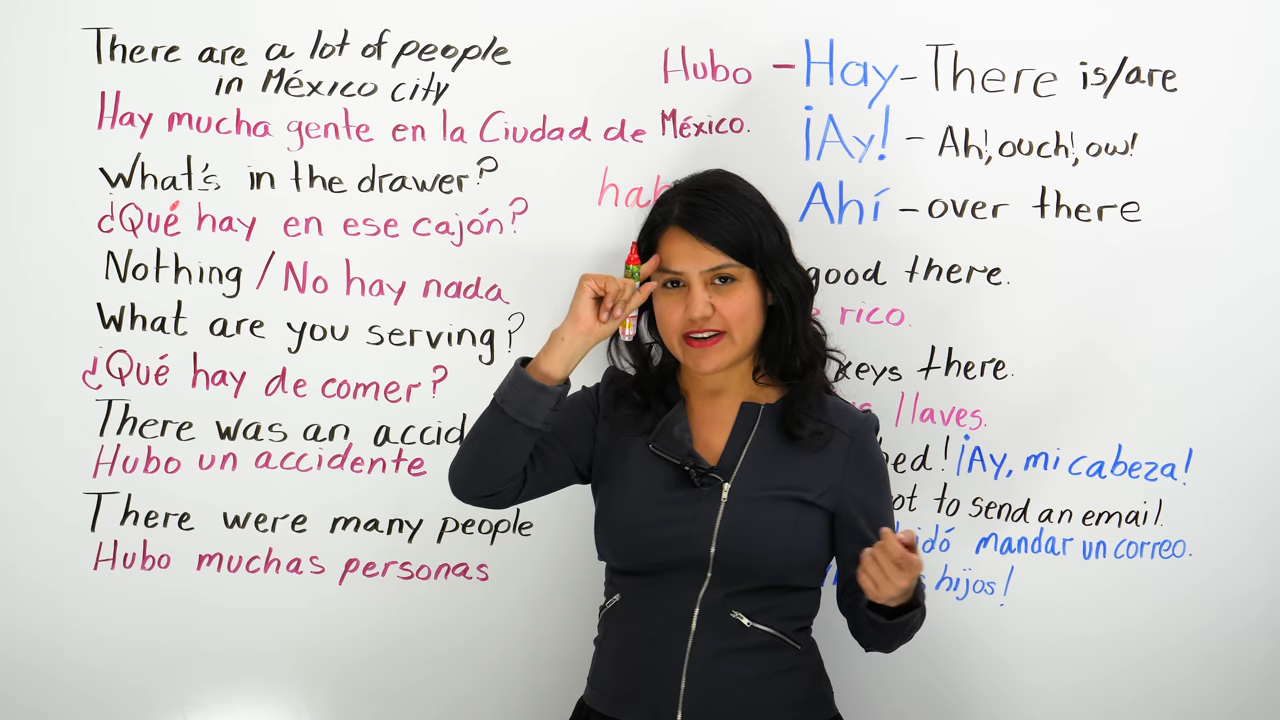 There are a lot of people
in México city
Hay mucha gente en la Ciudad de México.
What's in the drawer?
¿Qué hay en ese cajón?
Nothing / No hay nada
What are you serving?
¿Qué hay de comer?
There was an
Hubo un accidente
There were many people
Hubo muchas personas
Hubo - Hay - There is/are
¡Ay! - Ah!, ouch!, ow!
Ahí - over there
good there.
rico.
keys there.
llaves.
¡Ay, mi cabeza!
to send an email.
mandar un correo.
hijos!